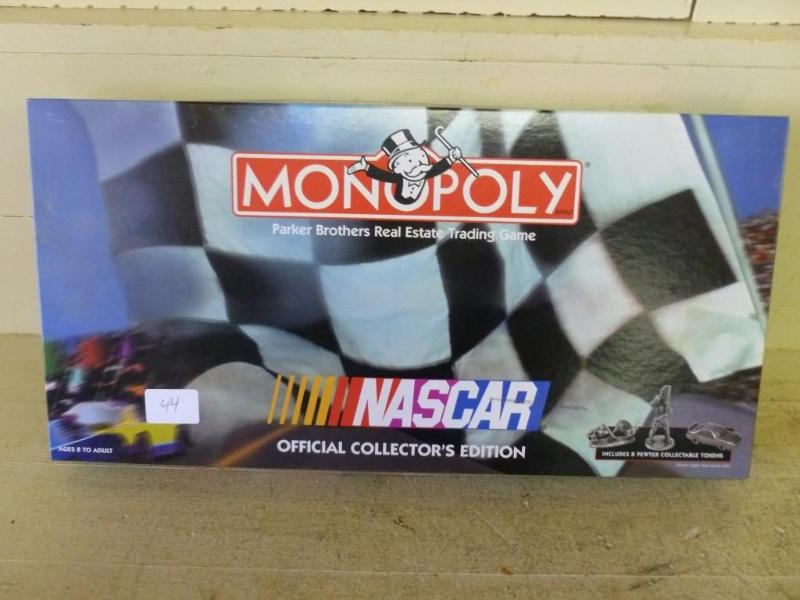 MONOPOLY
Parker Brothers Real Estate Trading Game
NASCAR
OFFICIAL COLLECTOR'S EDITION
44
AGES 8 TO ADULT
INCLUDES 8 PEWTER COLLECTABLE TOKENS